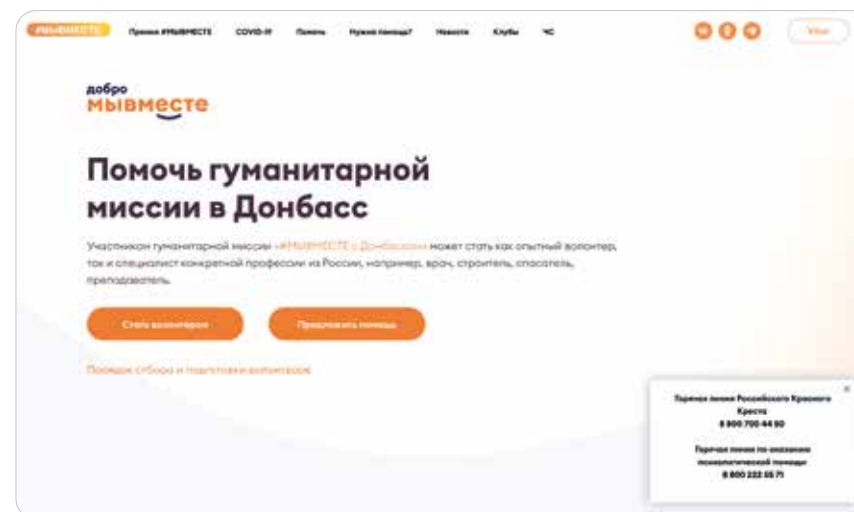 #МЫВМЕСТЕ
Премия #МЫВМЕСТЕ
COVID-19
Помочь
Нужна помощь?
Новости
Клубы
ЧС
добро
мывместе
Помочь гуманитарной
миссии в Донбасс
Участником гуманитарной миссии «#МЫВМЕСТЕ с Донбассом» может стать как опытный волонтер,
так и специалист конкретной профессии из России, например, врач, строитель, спасатель,
преподаватель.
Стать волонтером
Предложить помощь
Порядок отбора и подготовки волонтеров
Горячая линия Российского Красного
Креста
8 800 700 44 50
Горячая линия по оказанию
психологической помощи
8 800 222 55 71